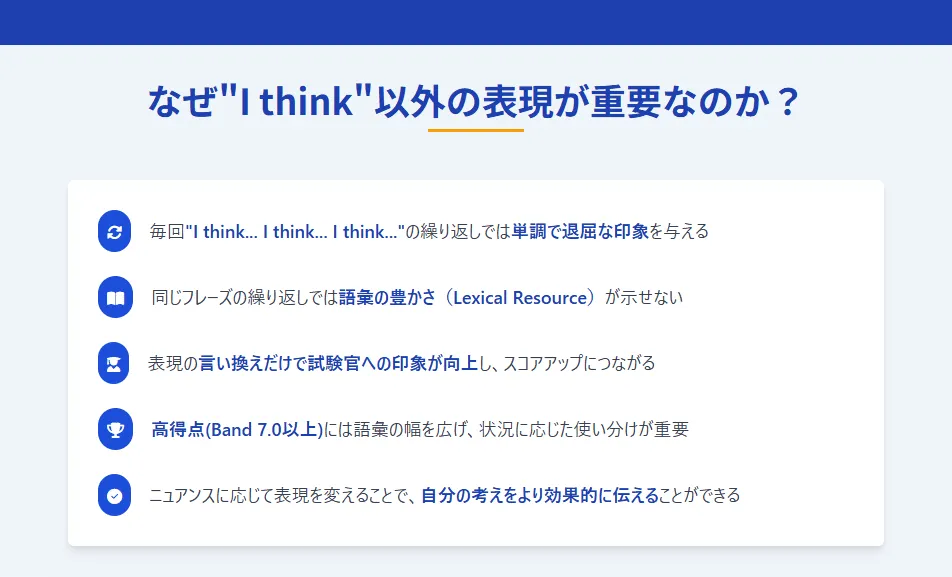 なぜ"I think"以外の表現が重要なのか？
毎回"I think... I think... I think..."の繰り返しでは単調で退屈な印象を与える
同じフレーズの繰り返しでは語彙の豊かさ（Lexical Resource）が示せない
表現の言い換えだけで試験官への印象が向上し、スコアアップにつながる
高得点(Band 7.0以上)には語彙の幅を広げ、状況に応じた使い分けが重要
ニュアンスに応じて表現を変えることで、自分の考えをより効果的に伝えることができる